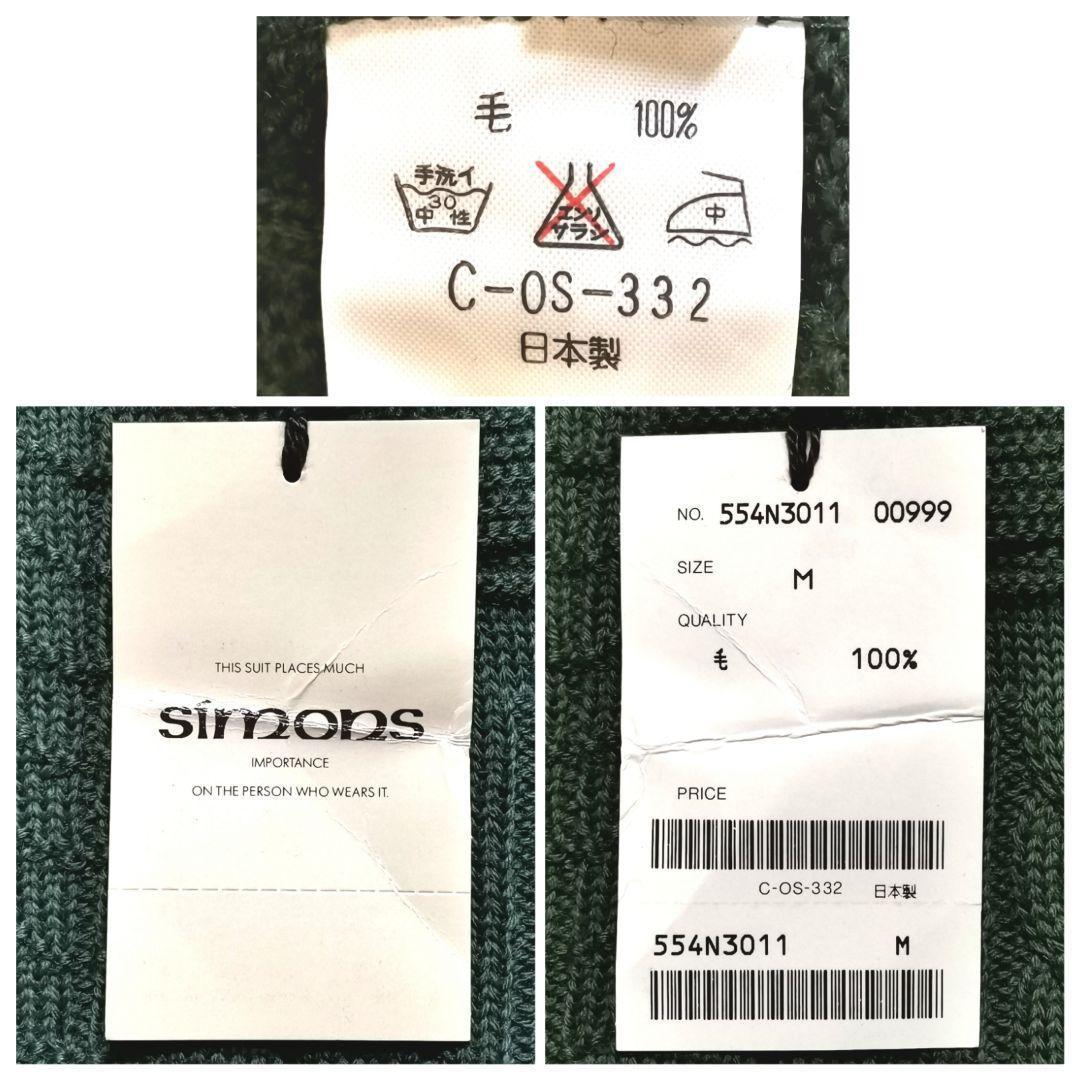 毛 100%
手洗イ
30
中性
エンソ
サラシ
中
C-OS-332
日本製
THIS SUIT PLACES MUCH
simons
IMPORTANCE
ON THE PERSON WHO WEARS IT.
NO. 554N3011 00999
SIZE M
QUALITY
毛 100%
PRICE
C-OS-332 日本製
554N3011 M